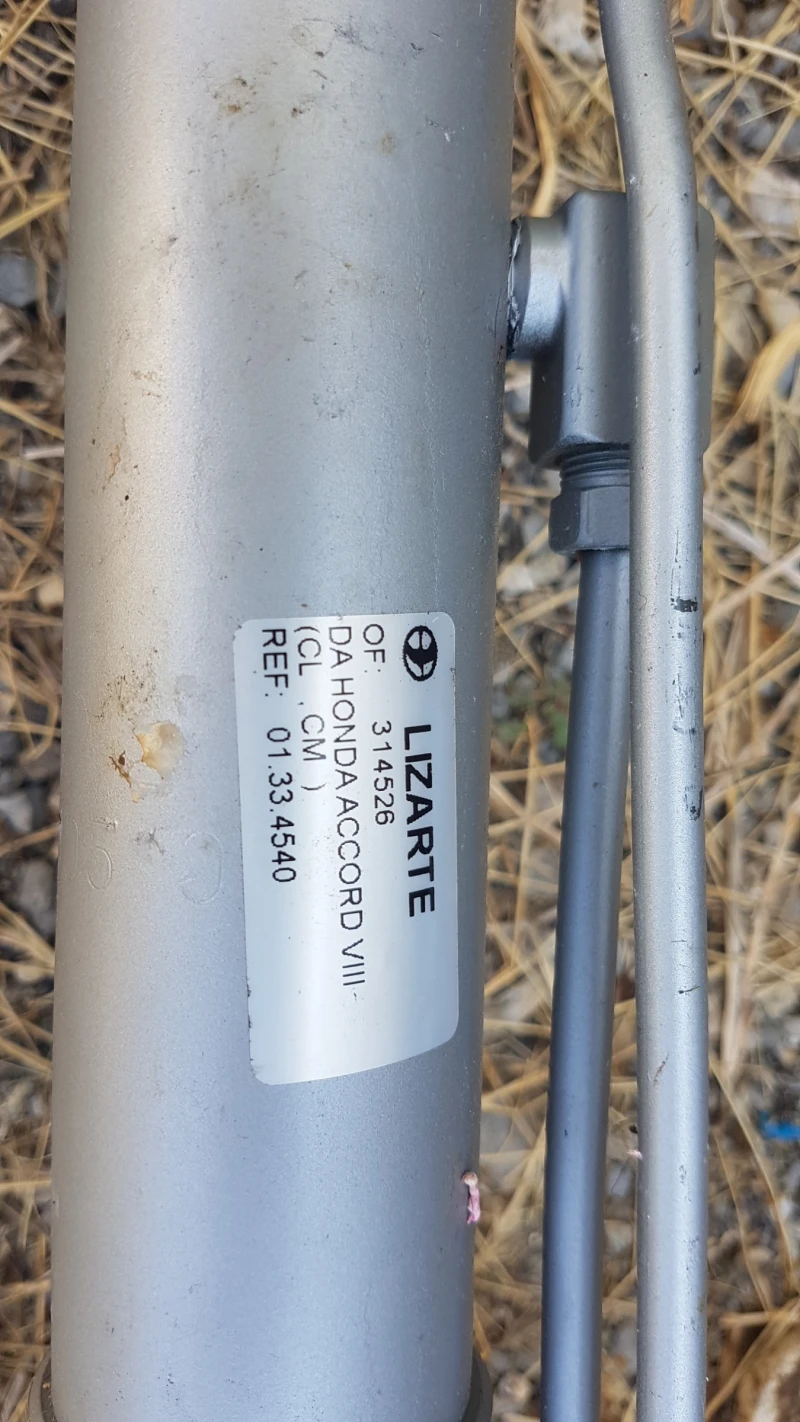 LIZARTE
OF: 314526
DA HONDA ACCORD VIII-
(CL ,CM )
REF: 01.33.4540